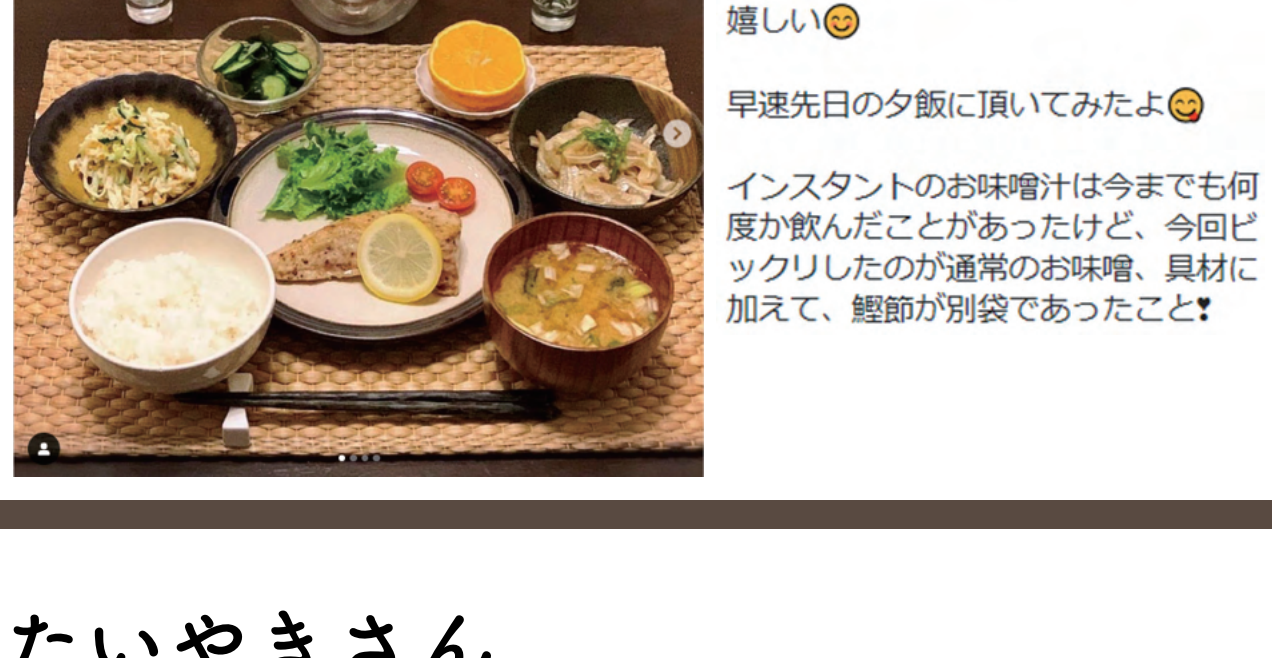 嬉しい😊
早速先日の夕飯に頂いてみたよ😋
インスタントのお味噌汁は今までも何
度か飲んだことがあったけど、今回ビ
ックリしたのが通常のお味噌、具材に
加えて、鰹節が別袋であったこと❣
たいやきさん